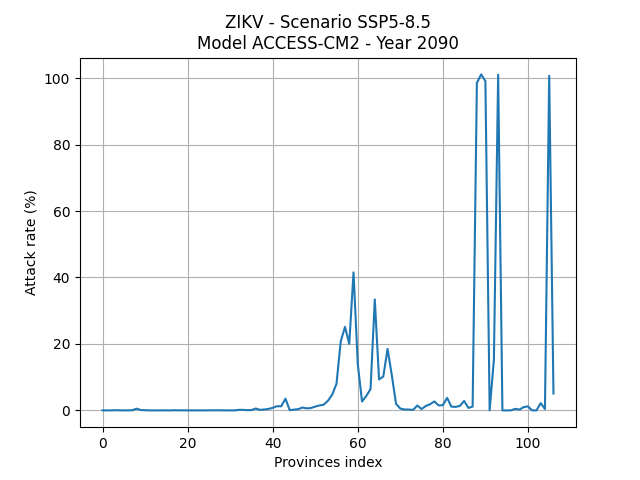 ZIKV - Scenario SSP5-8.5
Model ACCESS-CM2 - Year 2090
100
80
60
40
20
0
Attack rate (%)
0 20 40 60 80 100
Provinces index